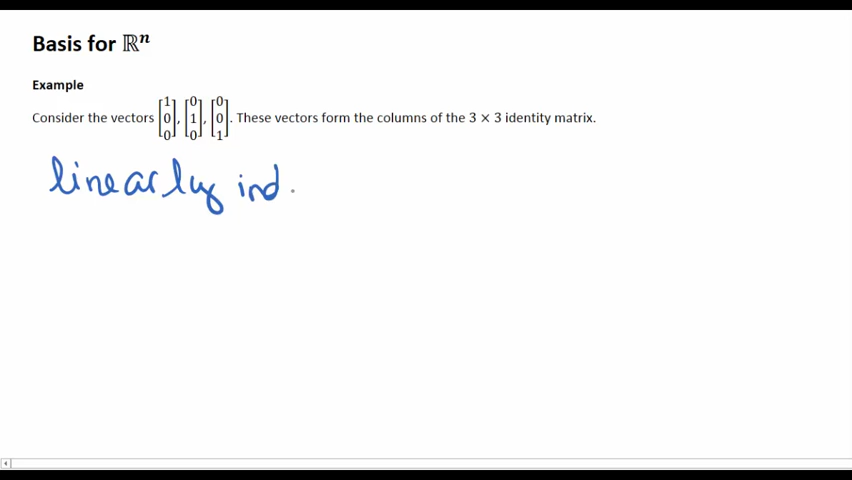 Basis for ℝⁿ
Example
Consider the vectors [1 0 0], [0 1 0], [0 0 1]. These vectors form the columns of the 3 × 3 identity matrix.
linearly ind